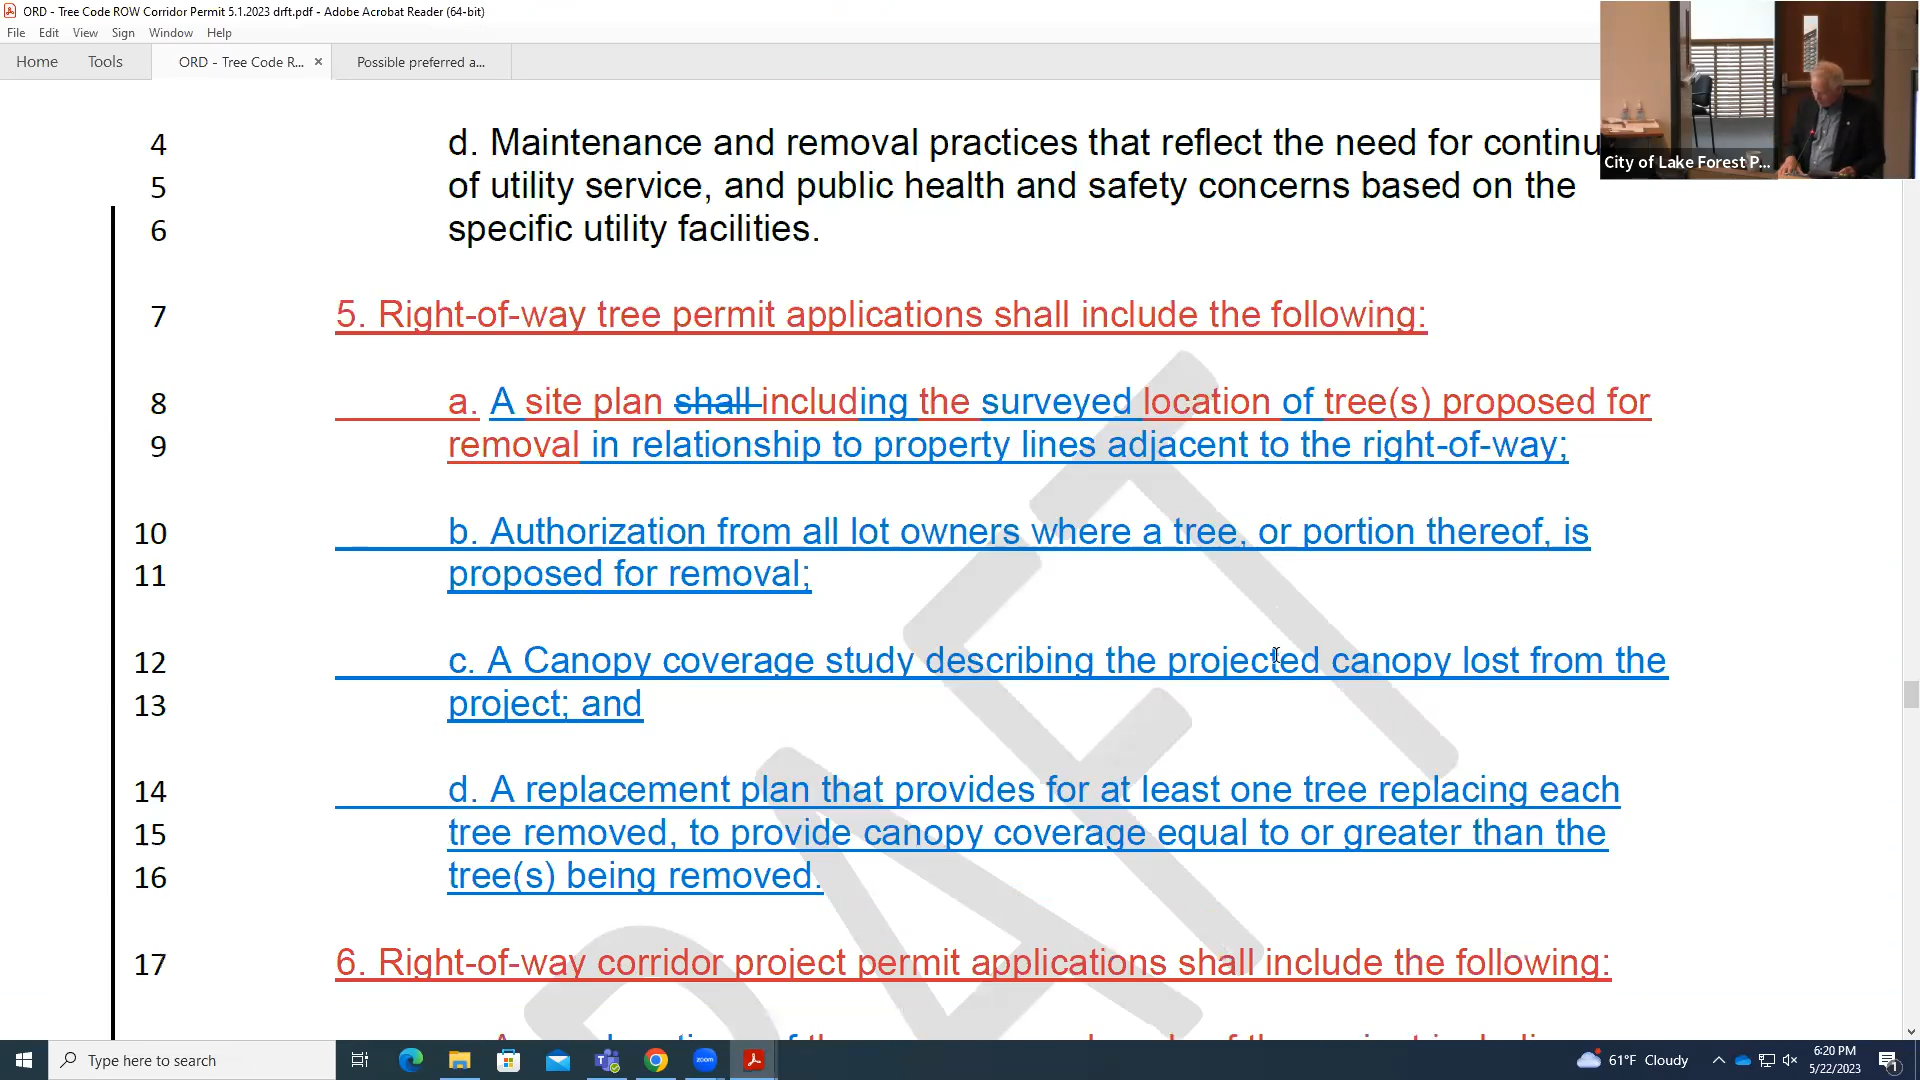 ORD - Tree Code ROW Corridor Permit 5.1.2023 drft.pdf - Adobe Acrobat Reader (64-bit)
File Edit View Sign Window Help
Home Tools ORD - Tree Code R... × Possible preferred a...
City of Lake Forest P...
4 d. Maintenance and removal practices that reflect the need for continu
5 of utility service, and public health and safety concerns based on the
6 specific utility facilities.
7 5. Right-of-way tree permit applications shall include the following:
8 a. A site plan shall including the surveyed location of tree(s) proposed for
9 removal in relationship to property lines adjacent to the right-of-way;
10 b. Authorization from all lot owners where a tree, or portion thereof, is
11 proposed for removal;
12 c. A Canopy coverage study describing the projected canopy lost from the
13 project; and
14 d. A replacement plan that provides for at least one tree replacing each
15 tree removed, to provide canopy coverage equal to or greater than the
16 tree(s) being removed.
17 6. Right-of-way corridor project permit applications shall include the following:
DRAFT
Type here to search
zoom
61°F Cloudy
6:20 PM
5/22/2023
1